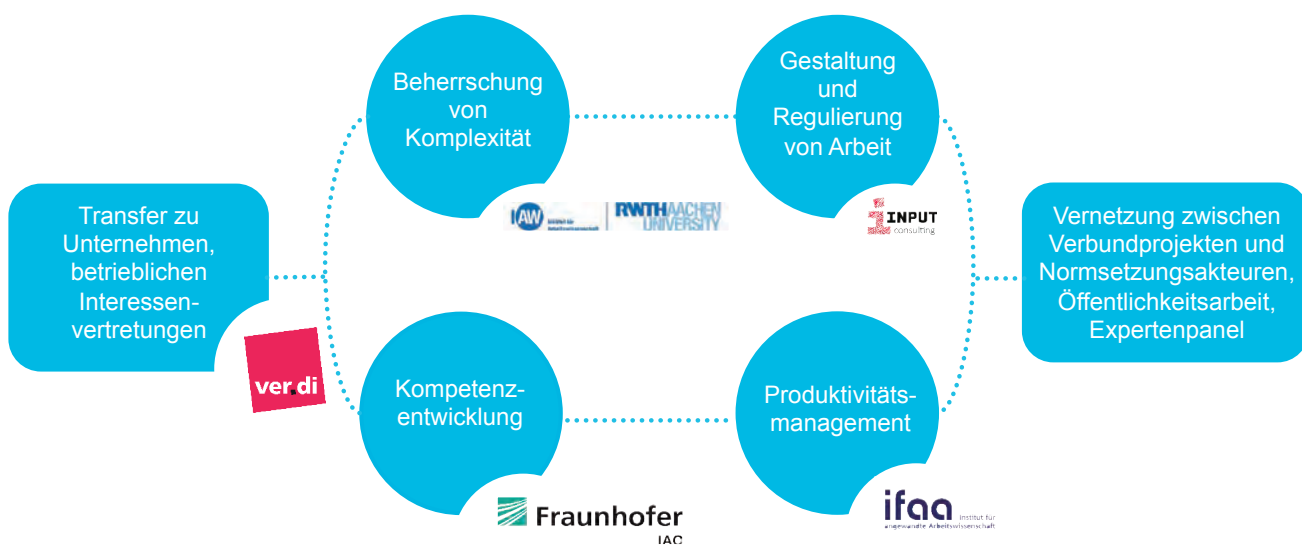 Beherrschung
von
Komplexität
Gestaltung
und
Regulierung
von Arbeit
IAW
RWTHAACHEN
UNIVERSITY
INPUT
consulting
Transfer zu
Unternehmen,
betrieblichen
Interessen-
vertretungen
ver.di
Vernetzung zwischen
Verbundprojekten und
Normsetzungsakteuren,
Öffentlichkeitsarbeit,
Expertenpanel
Kompetenz-
entwicklung
Fraunhofer
IAC
Produktivitäts-
management
ifaa
Institut für
angewandte Arbeitswissenschaft